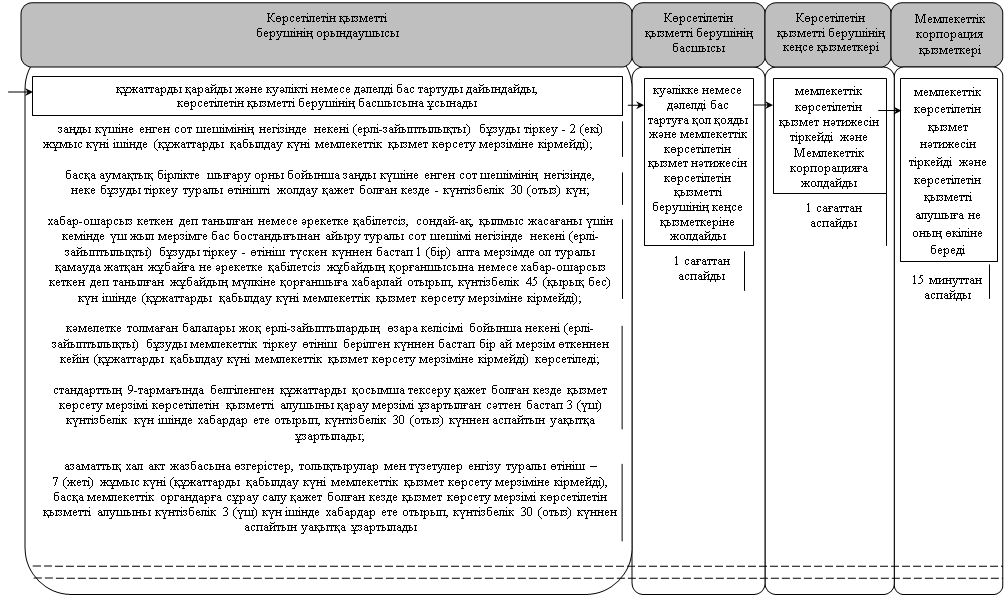 Көрсетілетін қызметті
берушінің орындаушысы
Көрсетілетін
қызметті берушінің
басшысы
Көрсетілетін
қызметті берушінің
кеңсе қызметкері
Мемлекеттік
корпорация
қызметкері
құжаттарды қарайды және куәлікті немесе дәлелді бас тартуды дайындайды,
көрсетілетін қызметті берушінің басшысына ұсынады
заңды күшіне енген сот шешімінің негізінде некені (ерлі-зайыптылықты) бұзуды тіркеу - 2 (екі)
жұмыс күні ішінде (құжаттарды қабылдау күні мемлекеттік қызмет көрсету мерзіміне кірмейді);
басқа аумақтық бірлікте шығару орны бойынша заңды күшіне енген сот шешімінің негізінде,
неке бұзуды тіркеу туралы өтінішті жолдау қажет болған кезде - күнтізбелік 30 (отыз) күн;
хабар-ошарсыз кеткен деп танылған немесе әрекетке қабілетсіз, сондай-ақ, қылмыс жасағаны үшін
кемінде үш жыл мерзімге бас бостандығынан айыру туралы сот шешімі негізінде некені (ерлі-
зайыптылықты) бұзуды тіркеу - өтініш түскен күннен бастап 1 (бір) апта мерзімде ол туралы
қамауда жатқан жұбайға не әрекетке қабілетсіз жұбайдың қорғаншысына немесе хабар-ошарсыз
кеткен деп танылған жұбайдың мүлкіне қорғаншыға хабарлай отырып, күнтізбелік 45 (қырық бес)
күн ішінде (құжаттарды қабылдау күні мемлекеттік қызмет көрсету мерзіміне кірмейді);
кәмелетке толмаған балалары жоқ ерлі-зайыптылардың өзара келісімі бойынша некені (ерлі-
зайыптылықты) бұзуды мемлекеттік тіркеу өтініш берілген күннен бастап бір ай мерзім өткеннен
кейін (құжаттарды қабылдау күні мемлекеттік қызмет көрсету мерзіміне кірмейді) көрсетіледі;
стандарттың 9-тармағында белгіленген құжаттарды қосымша тексеру қажет болған кезде қызмет
көрсету мерзімі көрсетілетін қызметті алушыны қарау мерзімі ұзартылған сәттен бастап 3 (үші)
күнтізбелік күн ішінде хабардар ете отырып, күнтізбелік 30 (отыз) күннен аспайтын уақытқа
ұзартылады;
азаматтық хал акт жазбасына өзгерістер, толықтырулар мен түзетулер енгізу туралы өтініш –
7 (жеті) жұмыс күні (құжаттарды қабылдау күні мемлекеттік қызмет көрсету мерзіміне кірмейді),
басқа мемлекеттік органдарға сұрау салу қажет болған кезде қызмет көрсету мерзімі көрсетілетін
қызметті алушыны күнтізбелік 3 (үші) күн ішінде хабардар ете отырып, күнтізбелік 30 (отыз) күннен
аспайтын уақытқа ұзартылады
куәлікке немесе
дәлелді бас
тартуға қол қояды
және мемлекеттік
көрсетілетін
қызмет нәтижесін
көрсетілетін
қызметті
берушінің кеңсе
қызметкеріне
жолдайды
1 сағаттан
аспайды
мемлекеттік
көрсетілетін
қызмет нәтижесін
тіркейді және
Мемлекеттік
корпорацияға
жолдайды
1 сағаттан
аспайды
мемлекеттік
көрсетілетін
қызмет
нәтижесін
тіркейді және
көрсетілетін
қызметті
алушыға не
оның өкіліне
береді
15 минуттан
аспайды